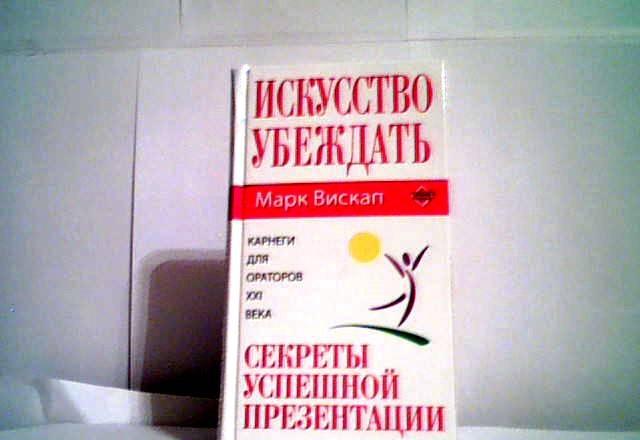 ИСКУССТВО
УБЕЖДАТЬ
Марк Вискап
КАРНЕГИ
ДЛЯ
ОРАТОРОВ
XXI
ВЕКА
СЕКРЕТЫ
УСПЕШНОЙ
ПРЕЗЕНТАЦИИ